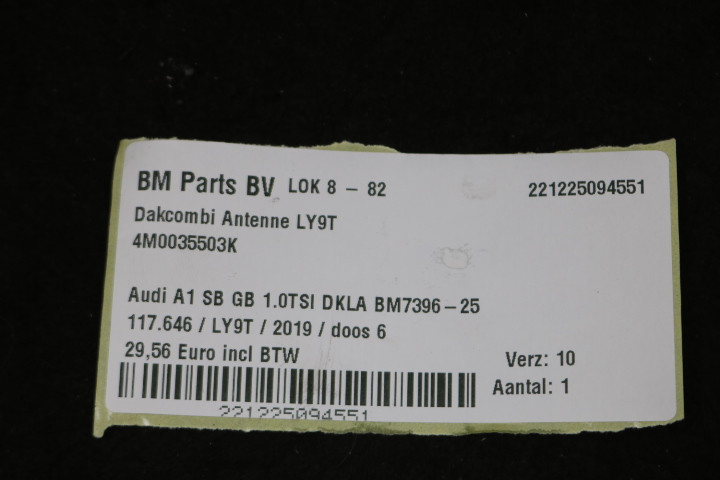 BM Parts BV LOK 8 – 82 221225094551
Dakcombi Antenne LY9T
4M0035503K
Audi A1 SB GB 1.0TSI DKLA BM7396–25
117.646 / LY9T / 2019 / doos 6
29,56 Euro incl BTW Verz: 10
Aantal: 1
221225094551